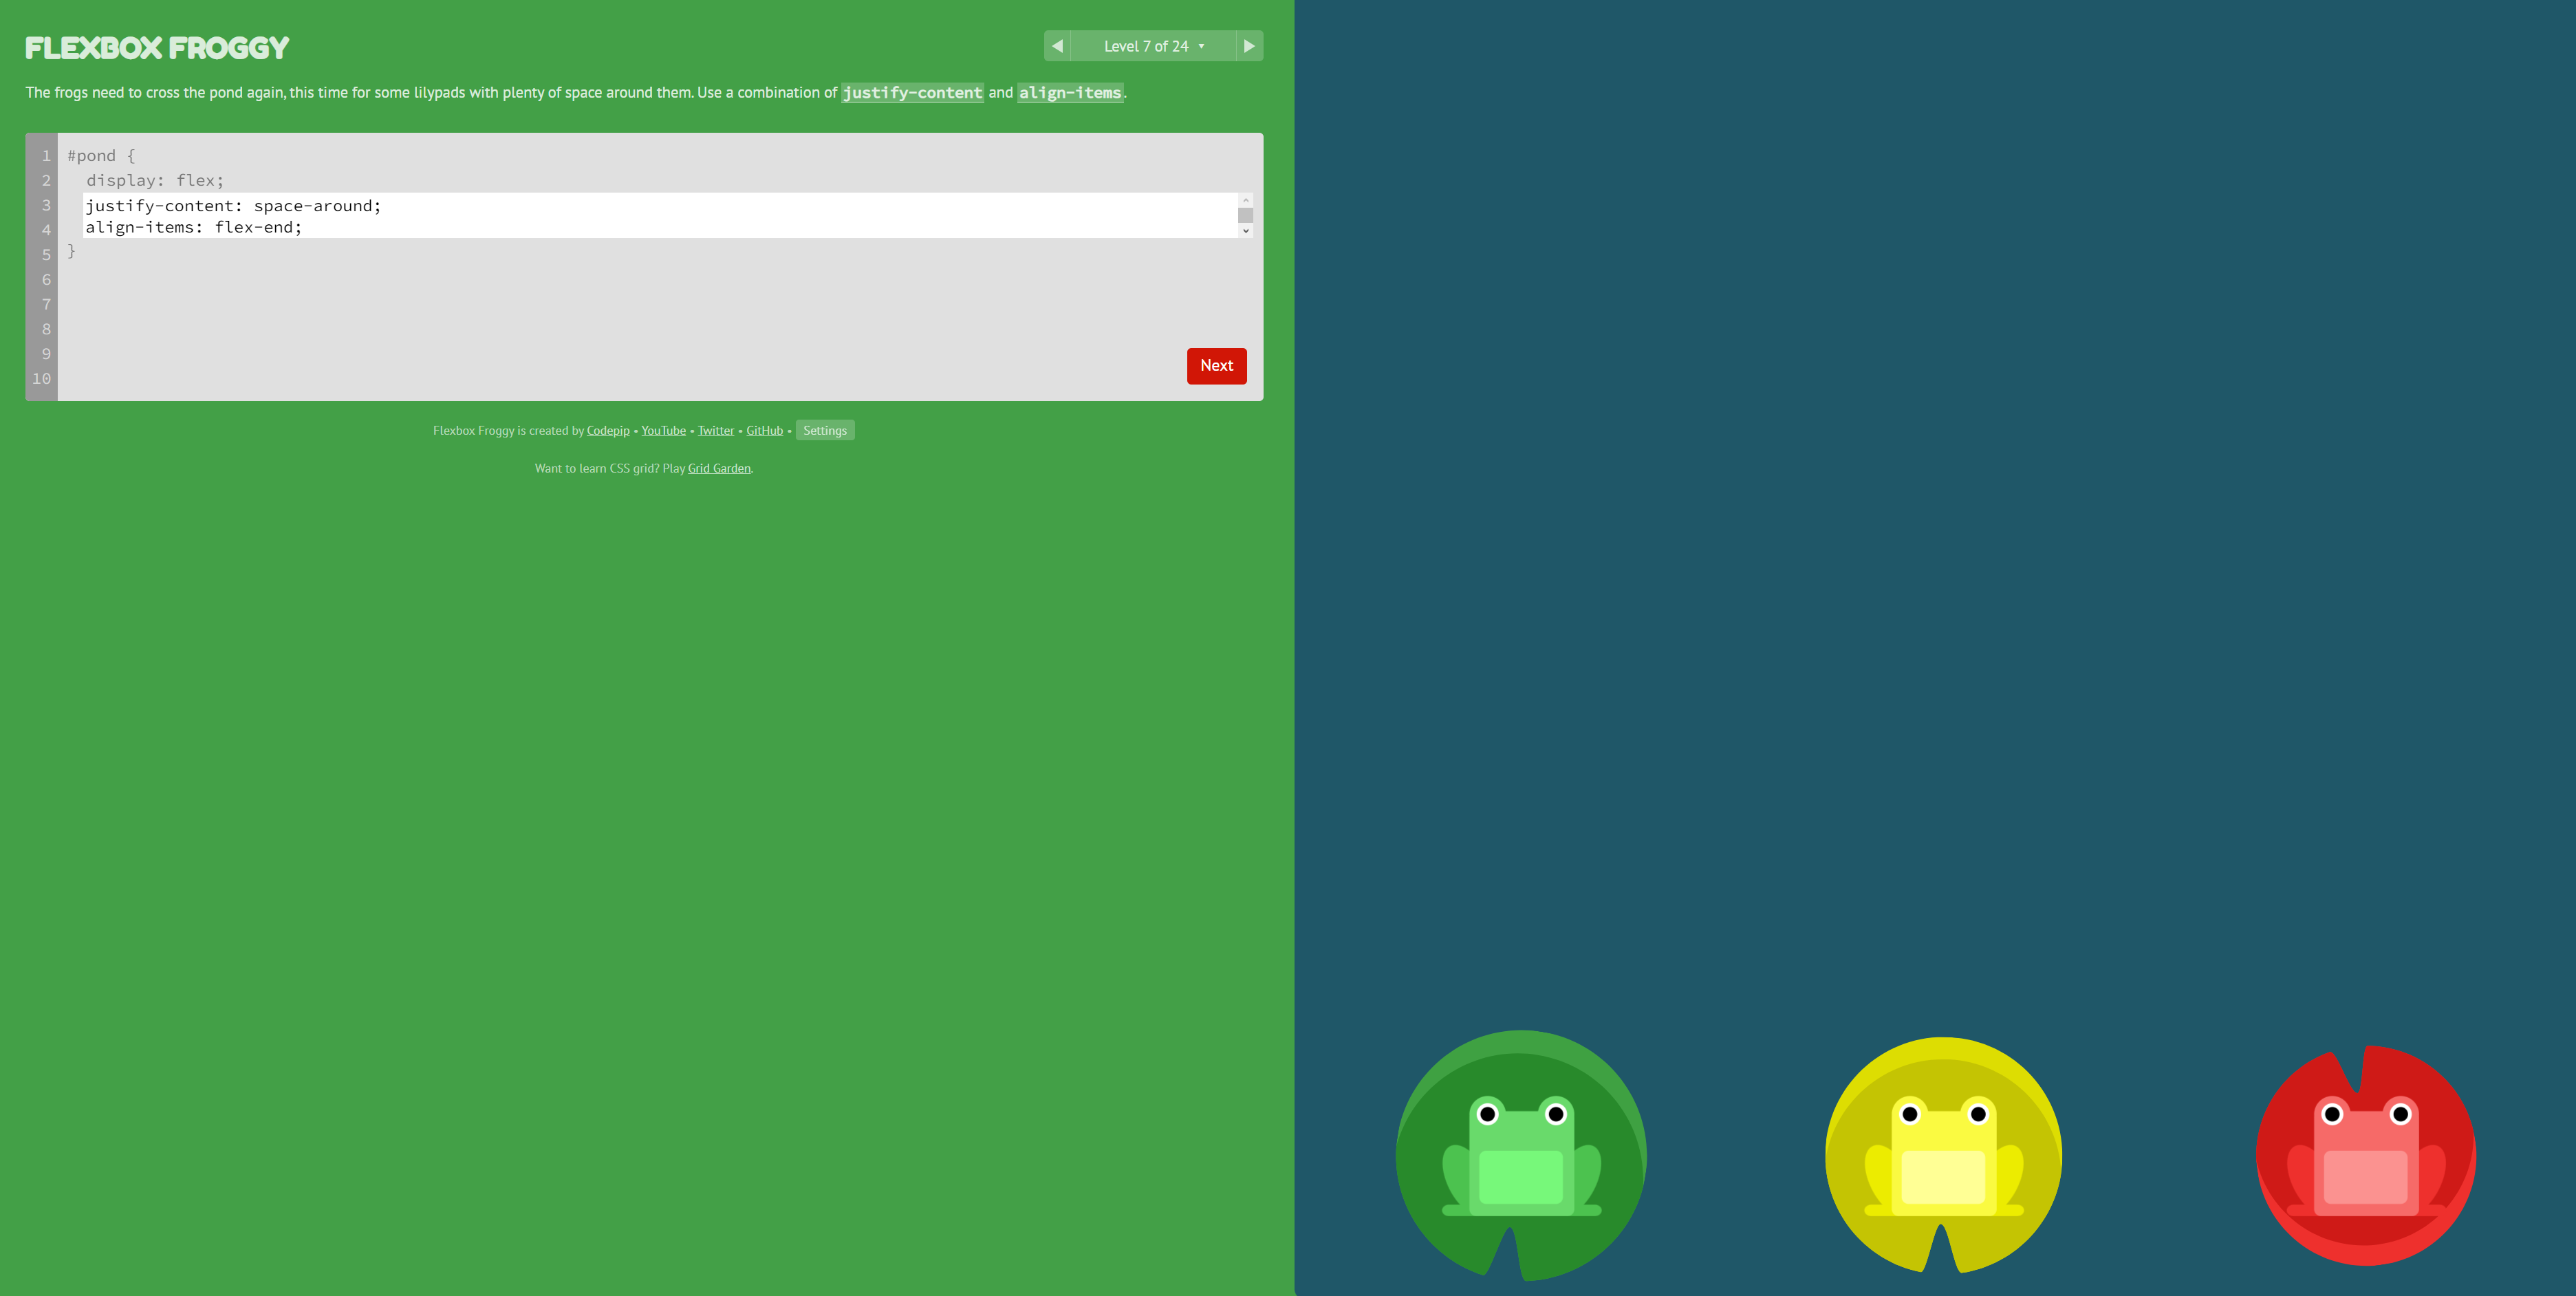 FLEXBOX FROGGY
Level 7 of 24
The frogs need to cross the pond again, this time for some lilypads with plenty of space around them. Use a combination of justify-content and align-items.
1 #pond {
2 display: flex;
3 justify-content: space-around;
4 align-items: flex-end;
5 }
6
7
8
9
10
Next
Flexbox Froggy is created by Codepip • YouTube • Twitter • GitHub • Settings
Want to learn CSS grid? Play Grid Garden.